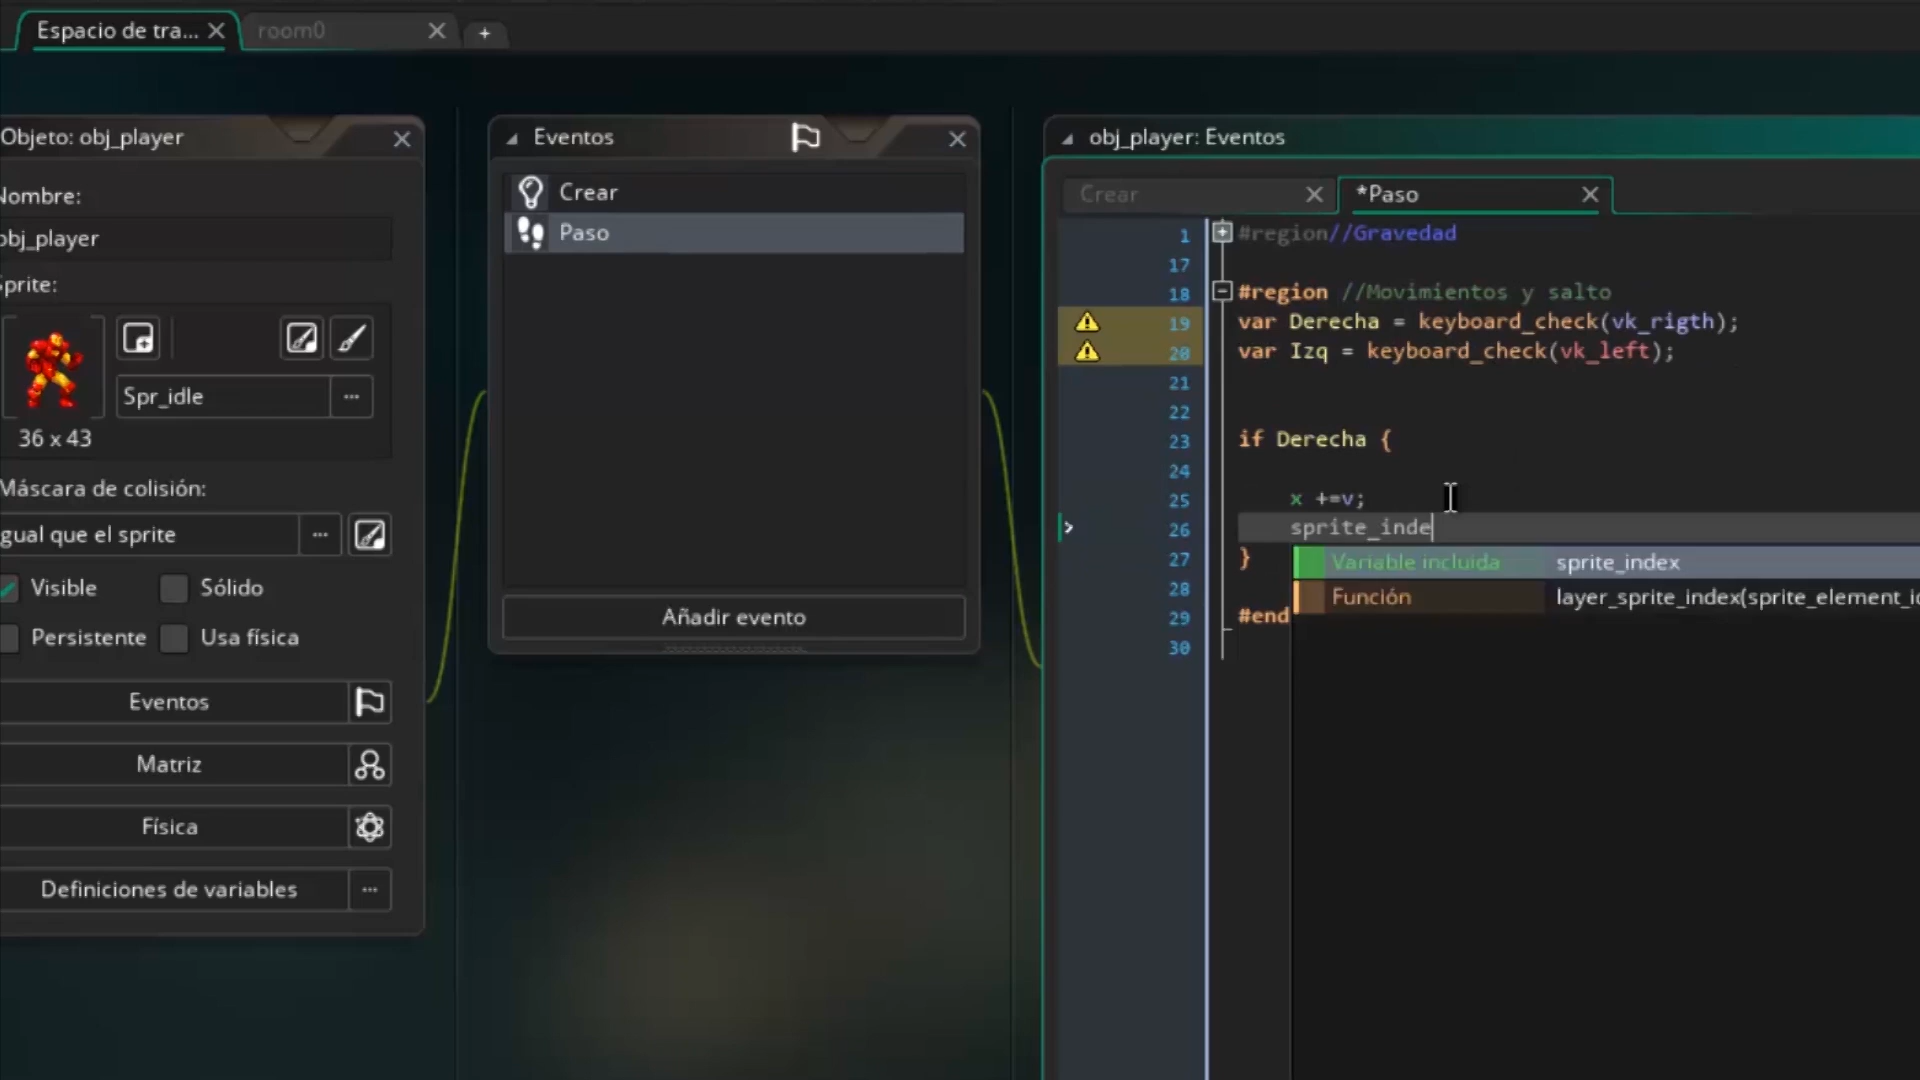 Espacio de tra...
room0
+
Objeto: obj_player
Nombre:
obj_player
Sprite:
Spr_idle
...
36 x 43
Máscara de colisión:
gual que el sprite
...
Visible
Sólido
Persistente
Usa física
Eventos
Matriz
Física
Definiciones de variables
...
Eventos
Crear
Paso
Añadir evento
obj_player: Eventos
Crear
*Paso
1 #region//Gravedad
17
18 #region //Movimientos y salto
19 var Derecha = keyboard_check(vk_rigth);
20 var Izq = keyboard_check(vk_left);
21
22
23 if Derecha {
24
25 x +=v;
26 sprite_inde
27 }
28
29 #end
30
Variable incluida sprite_index
Función layer_sprite_index(sprite_element_id